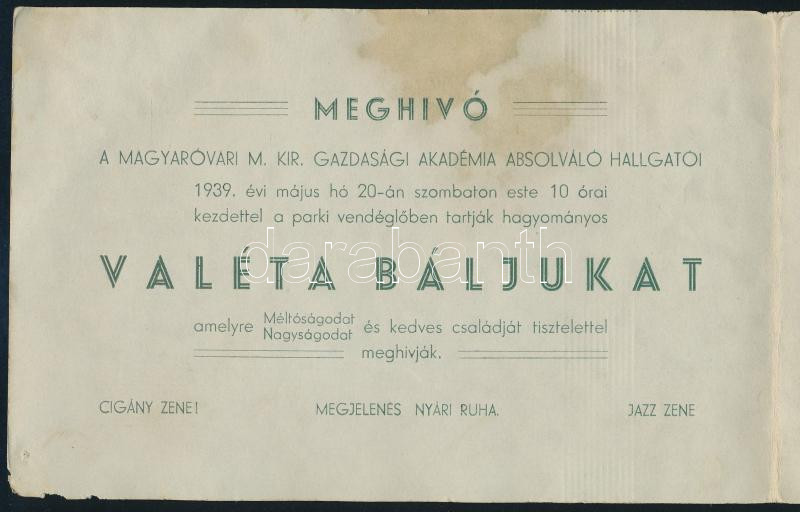 MEGHIVÓ
A MAGYARÓVARI M. KIR. GAZDASÁGI AKADÉMIA ABSOLVÁLÓ HALLGATÓI
1939. évi május hó 20-án szombaton este 10 órai
kezdettel a parki vendéglőben tartják hagyományos
VALÉTA BÁLJUKAT
amelyre Méltóságodat Nagyságodat és kedves családját tisztelettel
meghivják.
CIGÁNY ZENE! MEGJELENÉS NYÁRI RUHA. JAZZ ZENE
darabanth